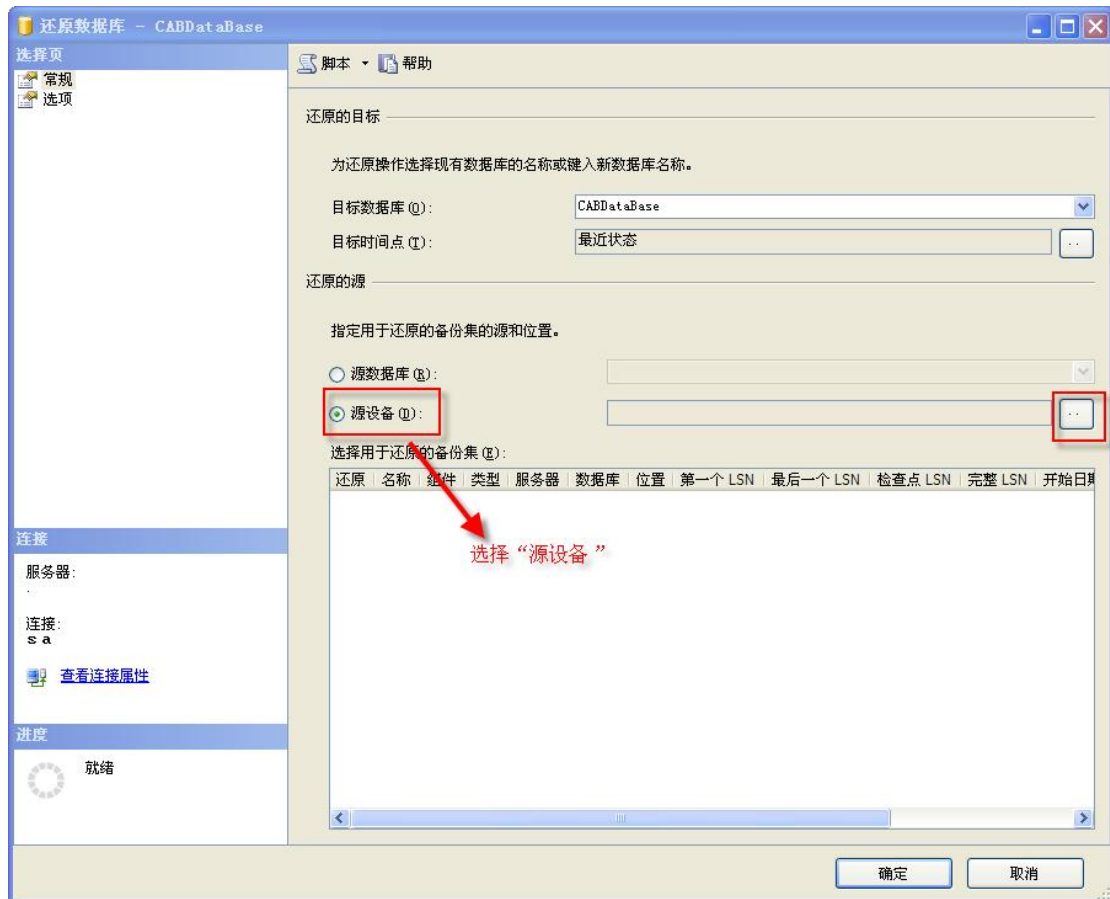 还原数据库 - CABDataBase
选择页
常规
选项
脚本 帮助
还原的目标
为还原操作选择现有数据库的名称或键入新数据库名称。
目标数据库(O): CABDataBase
目标时间点(T): 最近状态 ..
还原的源
指定用于还原的备份集的源和位置。
源数据库(R):
源设备(D): ..
选择用于还原的备份集(E):
还原 名称 组件 类型 服务器 数据库 位置 第一个 LSN 最后一个 LSN 检查点 LSN 完整 LSN 开始日期
选择“源设备 ”
连接
服务器:
.
连接:
sa
查看连接属性
进度
就绪
确定 取消